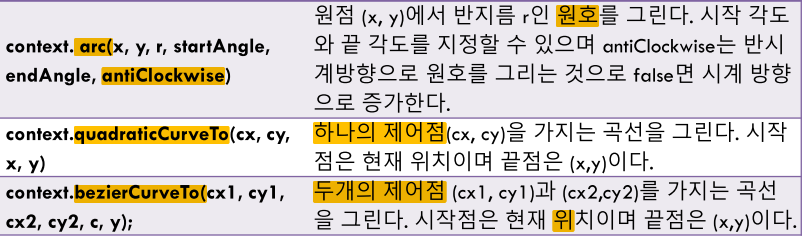 context. arc(x, y, r, startAngle,
endAngle, antiClockwise)
원점 (x, y)에서 반지름 r인 원호를 그린다. 시작 각도
와 끝 각도를 지정할 수 있으며 antiClockwise는 반시
계방향으로 원호를 그리는 것으로 false면 시계 방향
으로 증가한다.
context.quadraticCurveTo(cx, cy,
x, y)
하나의 제어점(cx, cy)을 가지는 곡선을 그린다. 시작
점은 현재 위치이며 끝점은 (x,y)이다.
context.bezierCurveTo(cx1, cy1,
cx2, cy2, c, y);
두개의 제어점 (cx1, cy1)과 (cx2,cy2)를 가지는 곡선
을 그린다. 시작점은 현재 위치이며 끝점은 (x,y)이다.